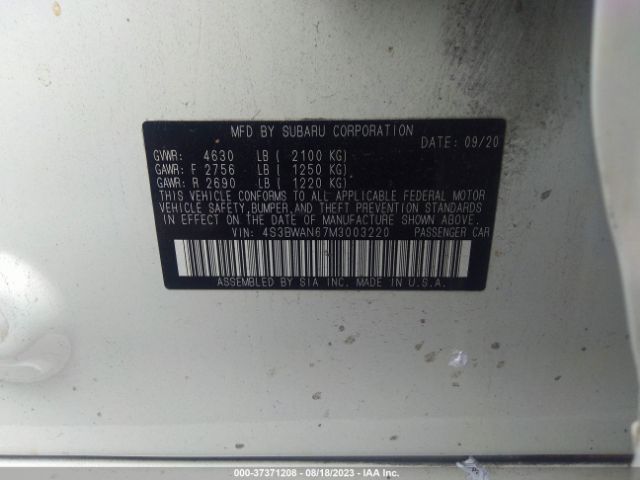 MFD BY SUBARU CORPORATION
DATE: 09/20
GVWR: 4630 LB ( 2100 KG)
GAWR: F 2756 LB ( 1250 KG)
GAWR: R 2690 LB ( 1220 KG)
THIS VEHICLE CONFORMS TO ALL APPLICABLE FEDERAL MOTOR
VEHICLE SAFETY, BUMPER, AND THEFT PREVENTION STANDARDS
IN EFFECT ON THE DATE OF MANUFACTURE SHOWN ABOVE.
VIN: 4S3BWAN67M3003220 PASSENGER CAR
ASSEMBLED BY SIA INC. MADE IN U.S.A.
000-37371208 - 08/18/2023 - IAA Inc.